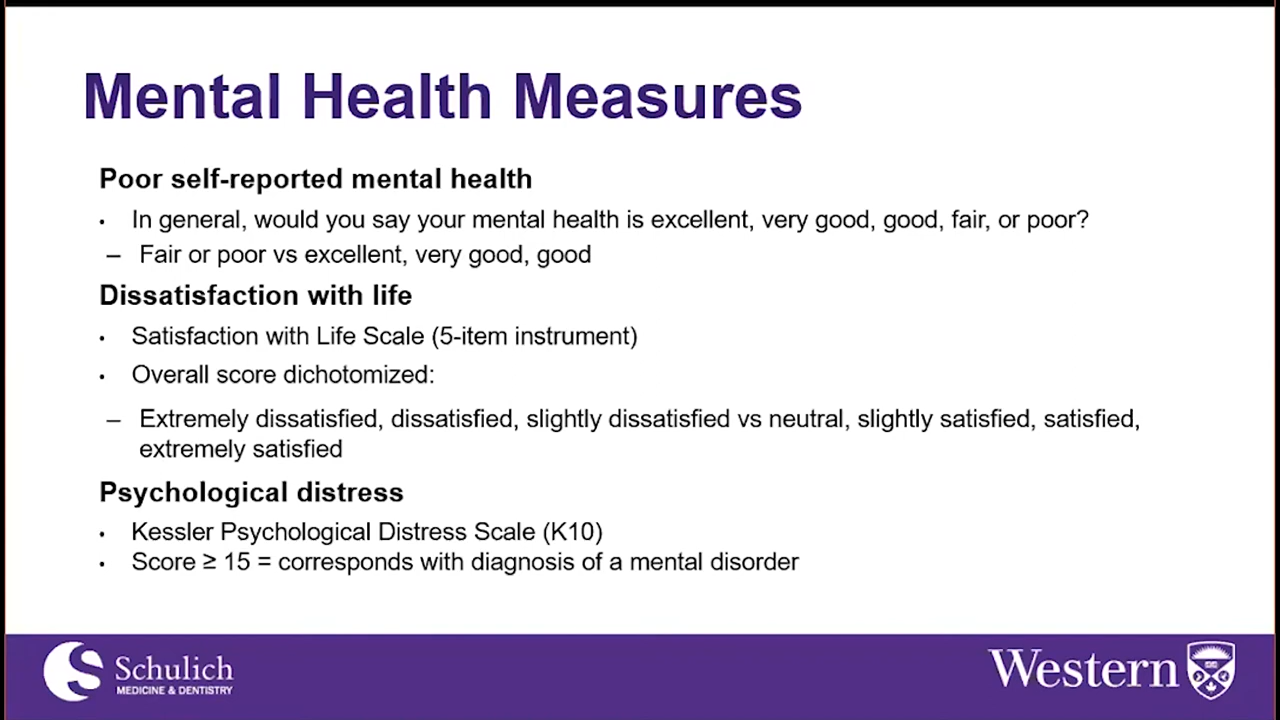 Mental Health Measures
Poor self-reported mental health
• In general, would you say your mental health is excellent, very good, good, fair, or poor?
– Fair or poor vs excellent, very good, good
Dissatisfaction with life
• Satisfaction with Life Scale (5-item instrument)
• Overall score dichotomized:
– Extremely dissatisfied, dissatisfied, slightly dissatisfied vs neutral, slightly satisfied, satisfied,
extremely satisfied
Psychological distress
• Kessler Psychological Distress Scale (K10)
• Score ≥ 15 = corresponds with diagnosis of a mental disorder
Schulich
MEDICINE & DENTISTRY
Western